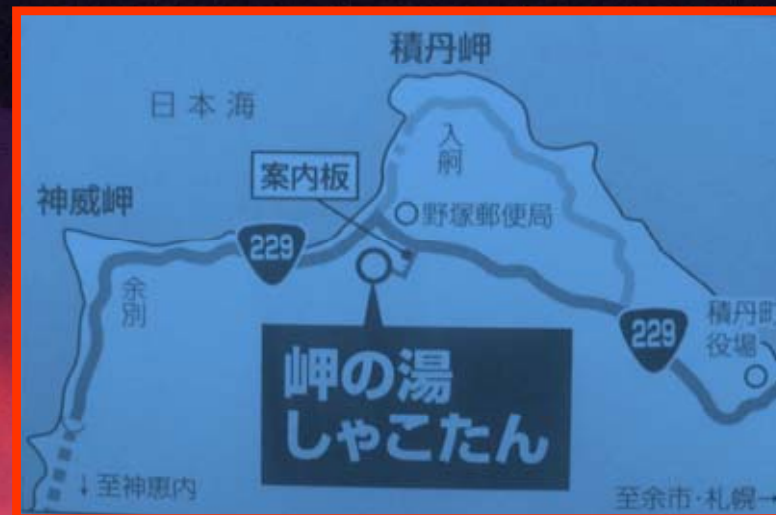 積丹岬
日本海
入舸
案内板
神威岬
野塚郵便局
229
余別
229
積丹町
役場
岬の湯
しゃこたん
↓至神恵内
至余市・札幌→